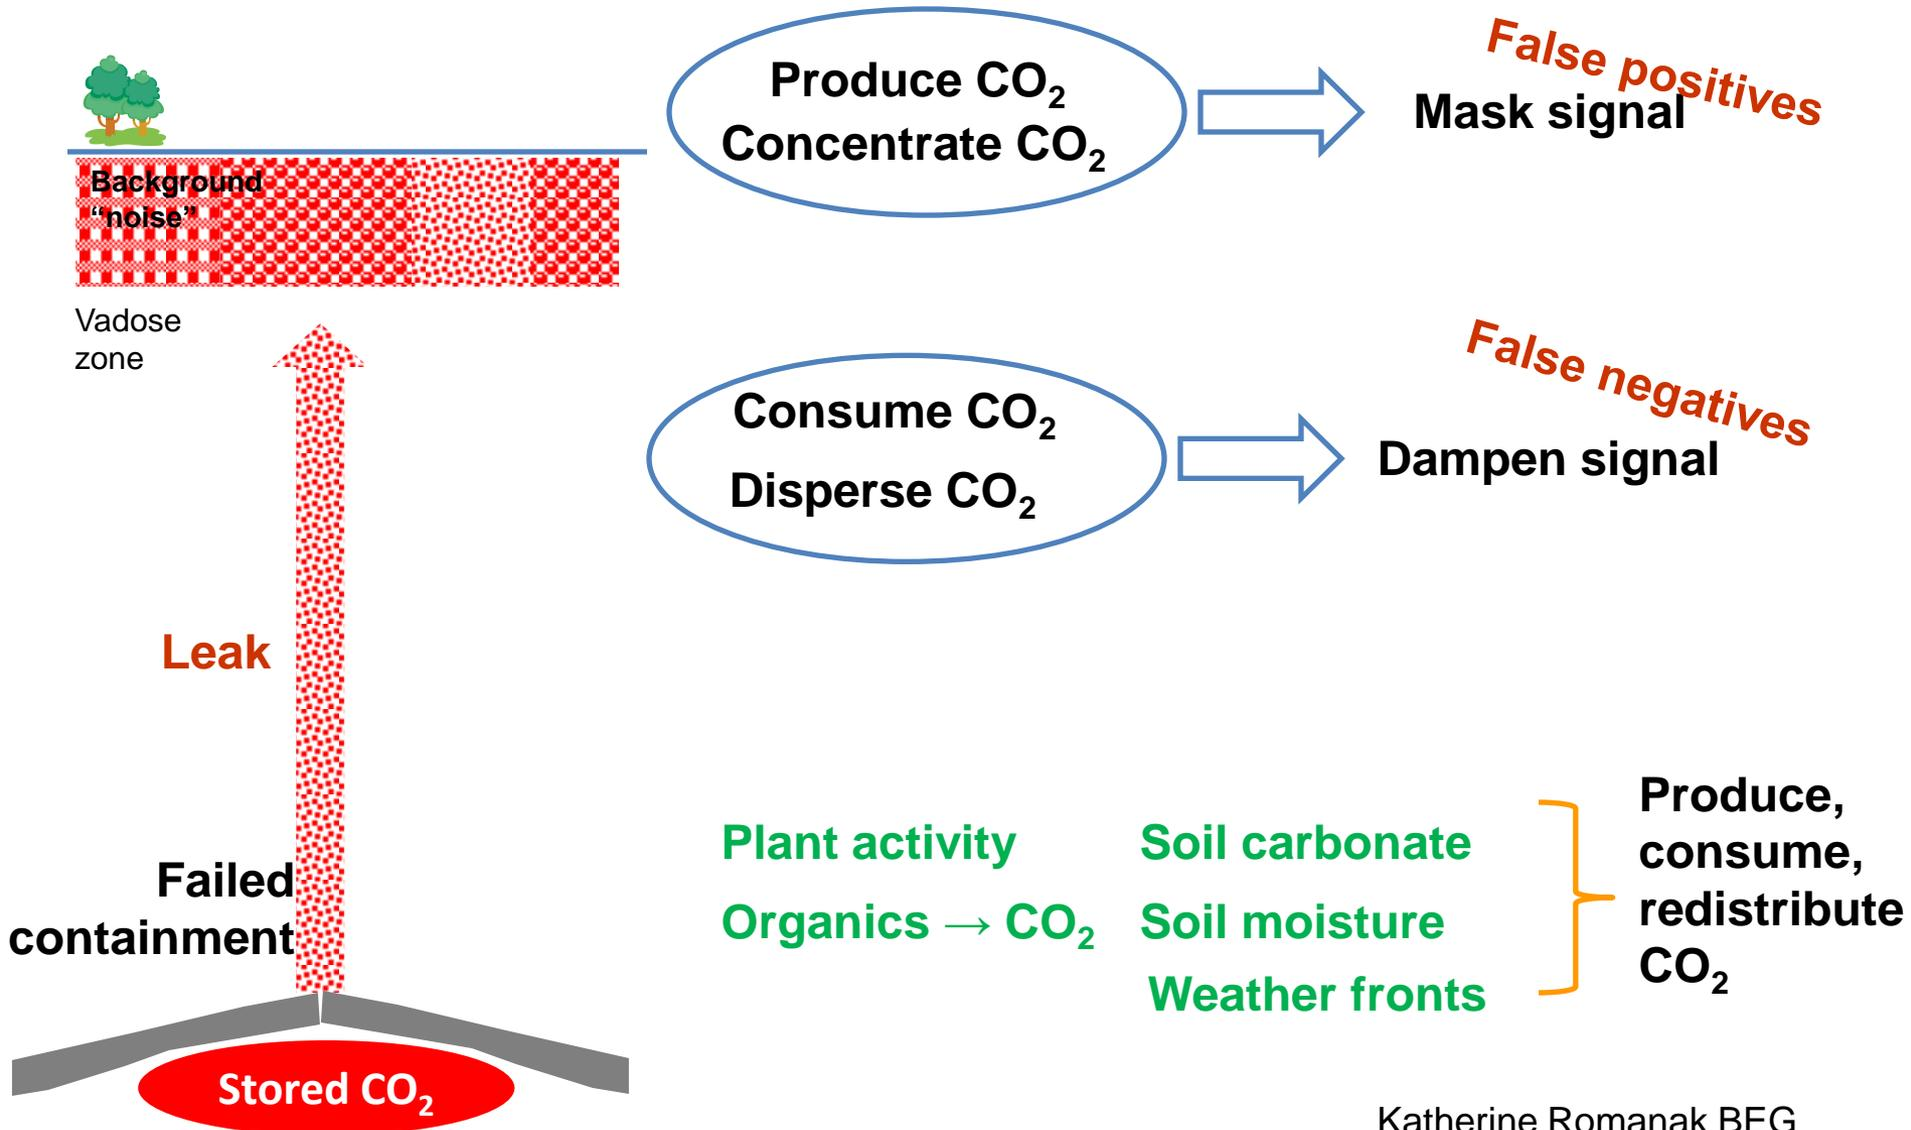 Produce CO₂
Concentrate CO₂
False positives
Mask signal
Background
“noise”
Vadose
zone
Consume CO₂
Disperse CO₂
False negatives
Dampen signal
Leak
Failed
containment
Stored CO₂
Plant activity
Organics → CO₂
Soil carbonate
Soil moisture
Weather fronts
Produce,
consume,
redistribute
CO₂
Katherine Romanak BEG